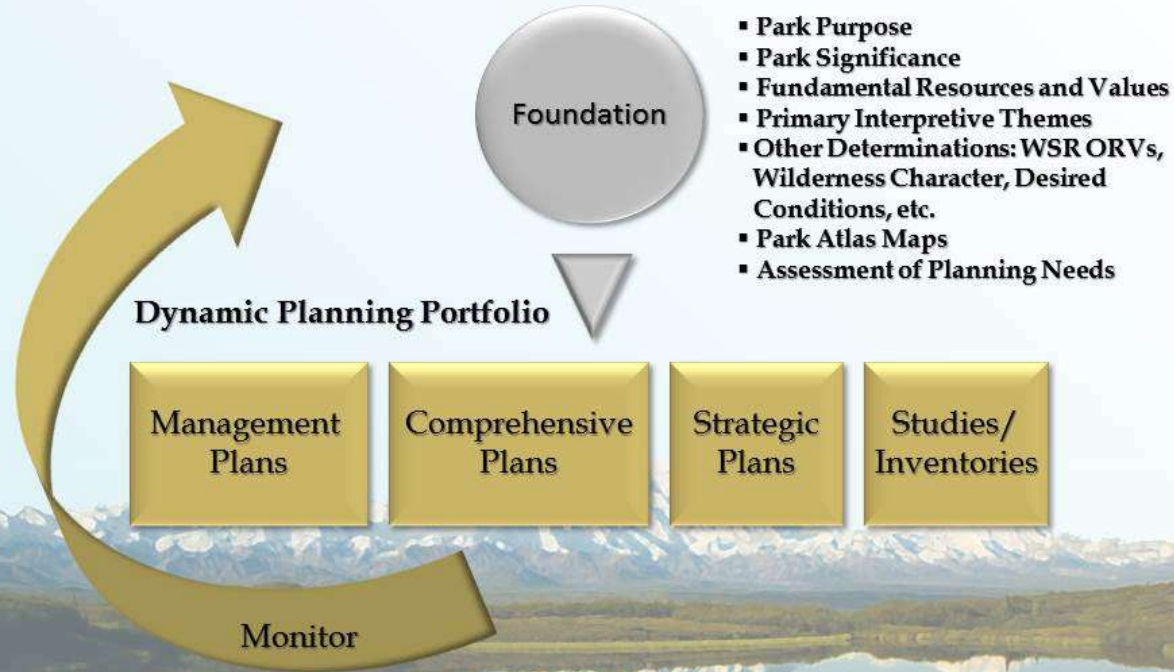 Foundation
▪ Park Purpose
▪ Park Significance
▪ Fundamental Resources and Values
▪ Primary Interpretive Themes
▪ Other Determinations: WSR ORVs,
Wilderness Character, Desired
Conditions, etc.
▪ Park Atlas Maps
▪ Assessment of Planning Needs
Dynamic Planning Portfolio
Management
Plans
Comprehensive
Plans
Strategic
Plans
Studies/
Inventories
Monitor